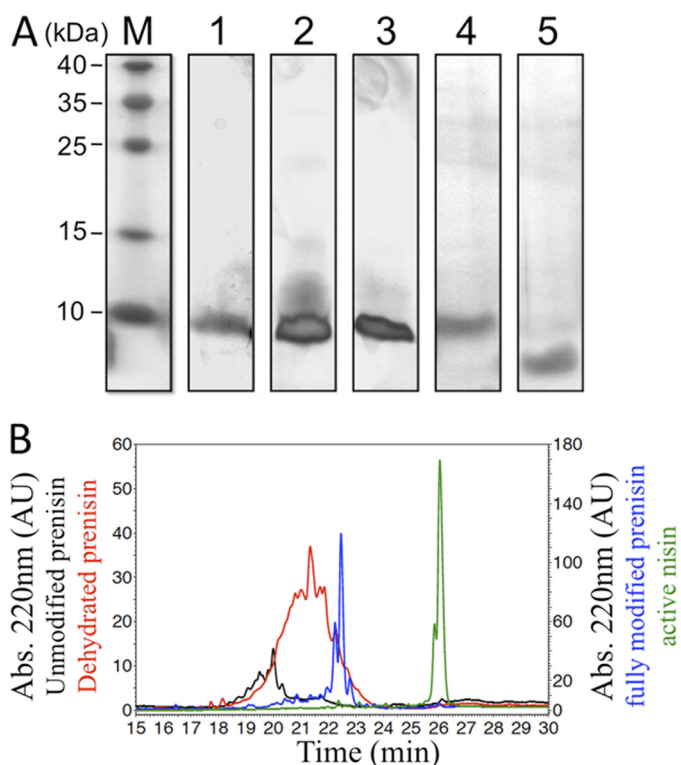 A (kDa) M 1 2 3 4 5
40
35
25
15
10
B
Abs. 220nm (AU)
Unmodified prenisin
Dehydrated prenisin
60
50
40
30
20
10
0
180
140
100
60
20
0
Abs. 220nm (AU)
fully modified prenisin
active nisin
15 16 17 18 19 20 21 22 23 24 25 26 27 28 29 30
Time (min)